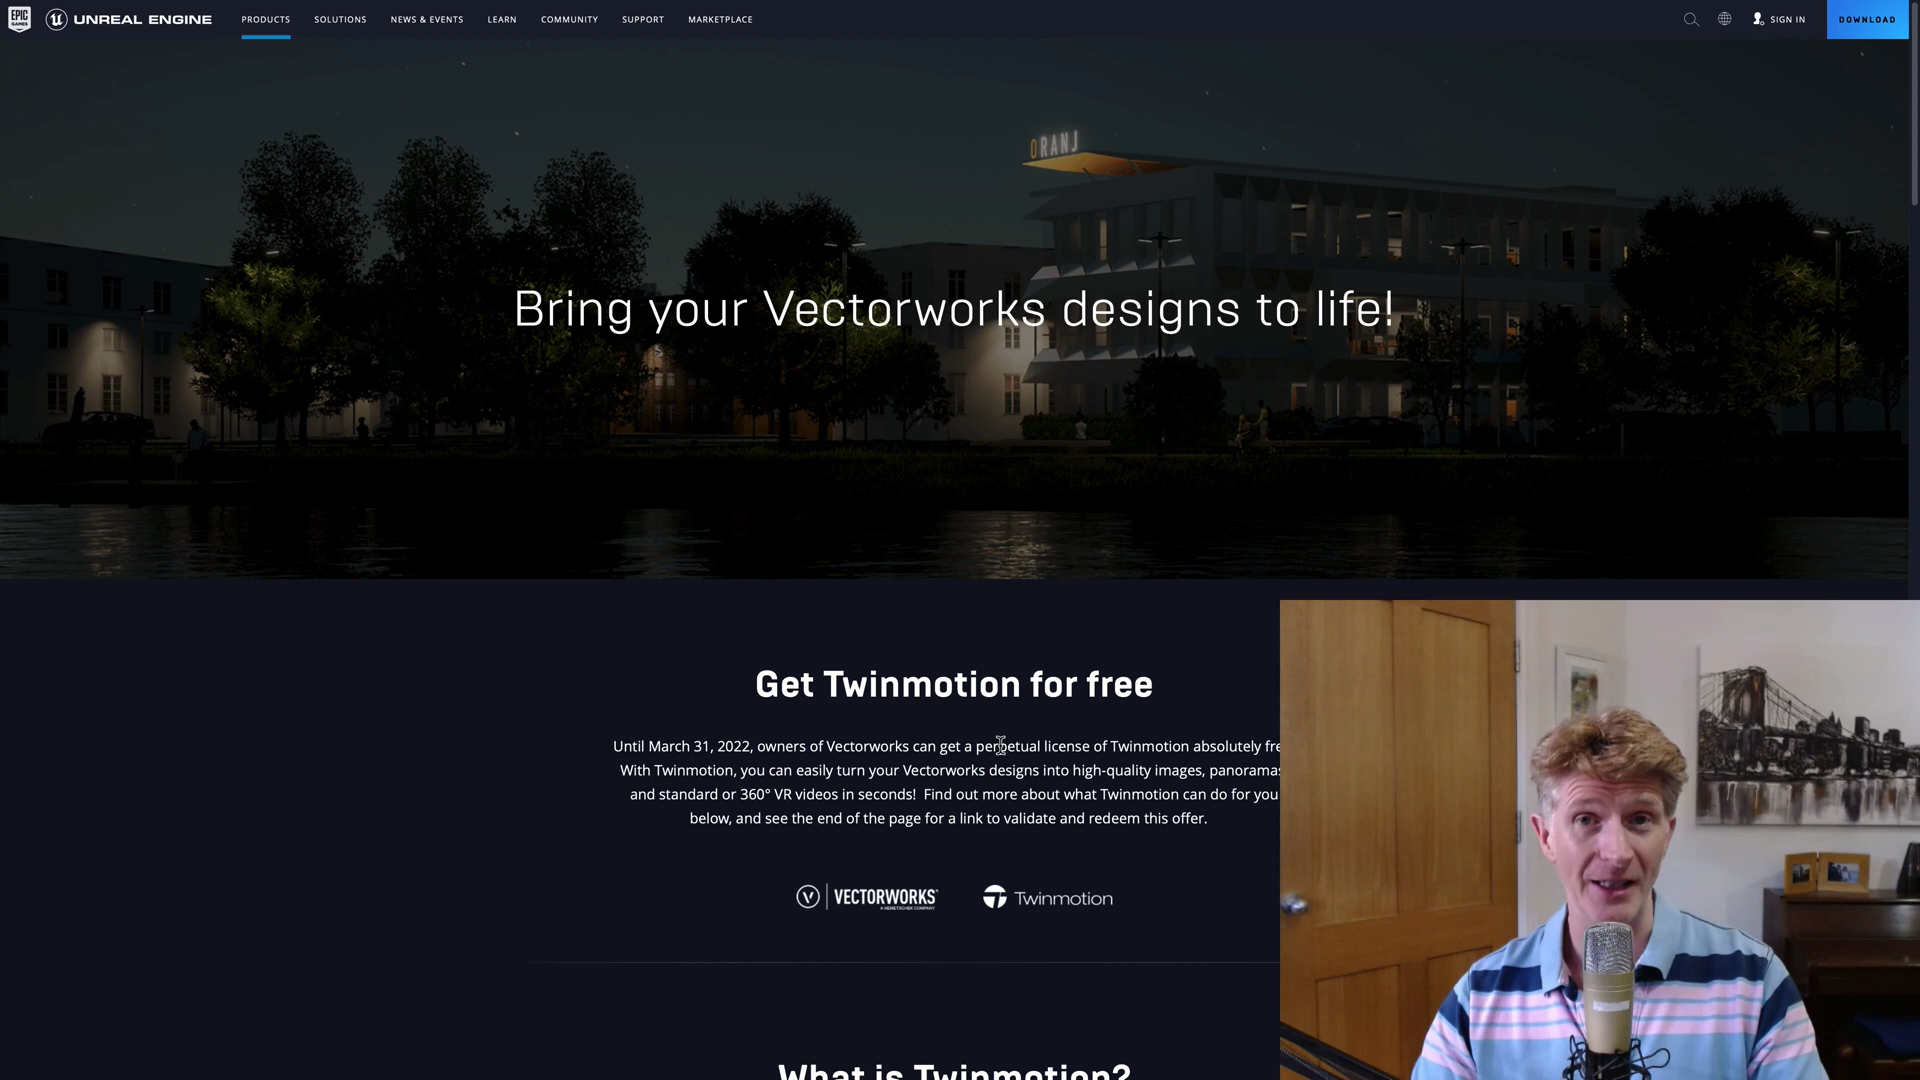 EPIC GAMES
UNREAL ENGINE
PRODUCTS
SOLUTIONS
NEWS & EVENTS
LEARN
COMMUNITY
SUPPORT
MARKETPLACE
SIGN IN
DOWNLOAD
ORANJ
Bring your Vectorworks designs to life!
Get Twinmotion for free
Until March 31, 2022, owners of Vectorworks can get a perpetual license of Twinmotion absolutely fre
With Twinmotion, you can easily turn your Vectorworks designs into high-quality images, panoramas
and standard or 360° VR videos in seconds! Find out more about what Twinmotion can do for you
below, and see the end of the page for a link to validate and redeem this offer.
V VECTORWORKS
A NEMETSCHEK COMPANY
Twinmotion
What is Twinmotion?